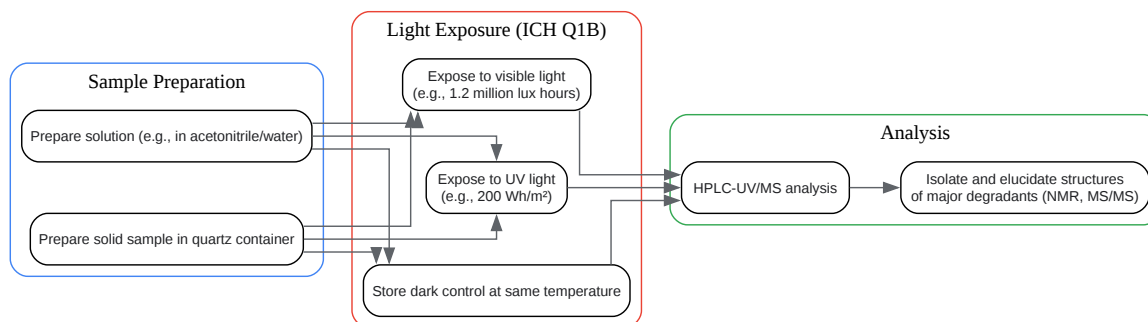 Sample Preparation
Prepare solution (e.g., in acetonitrile/water)
Prepare solid sample in quartz container
Light Exposure (ICH Q1B)
Expose to visible light
(e.g., 1.2 million lux hours)
Expose to UV light
(e.g., 200 Wh/m²)
Store dark control at same temperature
Analysis
HPLC-UV/MS analysis
Isolate and elucidate structures
of major degradants (NMR, MS/MS)